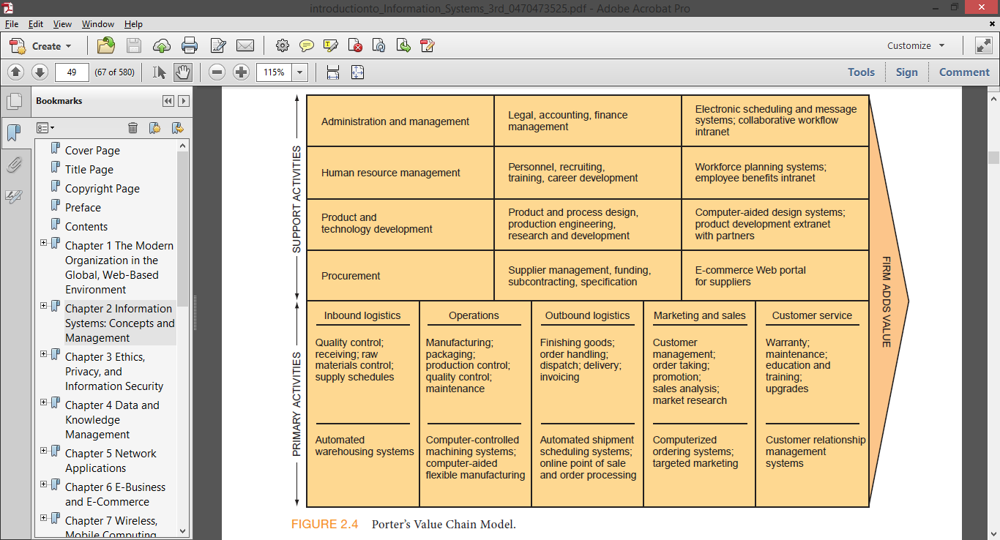 introductionto_Information_Systems_3rd_0470473525.pdf - Adobe Acrobat Pro
File Edit View Window Help
Create
Customize
49 (67 of 580)
115%
Tools Sign Comment
Bookmarks
Cover Page
Title Page
Copyright Page
Preface
Contents
Chapter 1 The Modern
Organization in the
Global, Web-Based
Environment
Chapter 2 Information
Systems: Concepts and
Management
Chapter 3 Ethics,
Privacy, and
Information Security
Chapter 4 Data and
Knowledge
Management
Chapter 5 Network
Applications
Chapter 6 E-Business
and E-Commerce
Chapter 7 Wireless,
Mobile Computing
SUPPORT ACTIVITIES
Administration and management
Legal, accounting, finance
management
Electronic scheduling and message
systems; collaborative workflow
intranet
Human resource management
Personnel, recruiting,
training, career development
Workforce planning systems;
employee benefits intranet
Product and
technology development
Product and process design,
production engineering,
research and development
Computer-aided design systems;
product development extranet
with partners
Procurement
Supplier management, funding,
subcontracting, specification
E-commerce Web portal
for suppliers
PRIMARY ACTIVITIES
Inbound logistics
Quality control;
receiving; raw
materials control;
supply schedules
Automated
warehousing systems
Operations
Manufacturing;
packaging;
production control;
quality control;
maintenance
Computer-controlled
machining systems;
computer-aided
flexible manufacturing
Outbound logistics
Finishing goods;
order handling;
dispatch; delivery;
invoicing
Automated shipment
scheduling systems;
online point of sale
and order processing
Marketing and sales
Customer
management;
order taking;
promotion;
sales analysis;
market research
Computerized
ordering systems;
targeted marketing
Customer service
Warranty;
maintenance;
education and
training;
upgrades
Customer relationship
management
systems
FIRM ADDS VALUE
FIGURE 2.4 Porter's Value Chain Model.